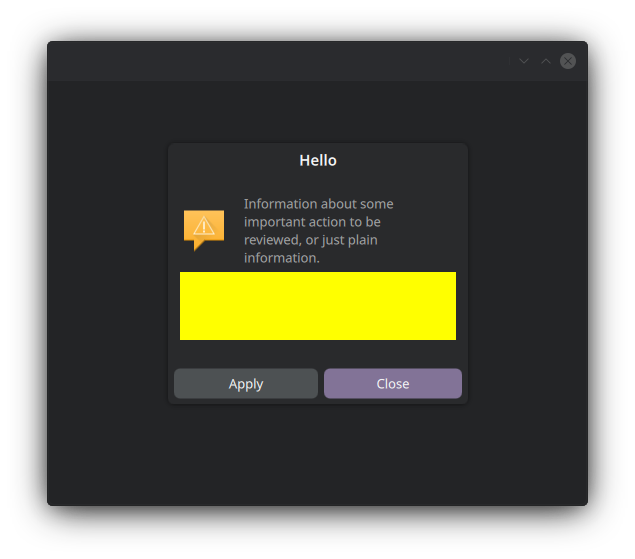 Hello
Information about some
important action to be
reviewed, or just plain
information.
Apply
Close